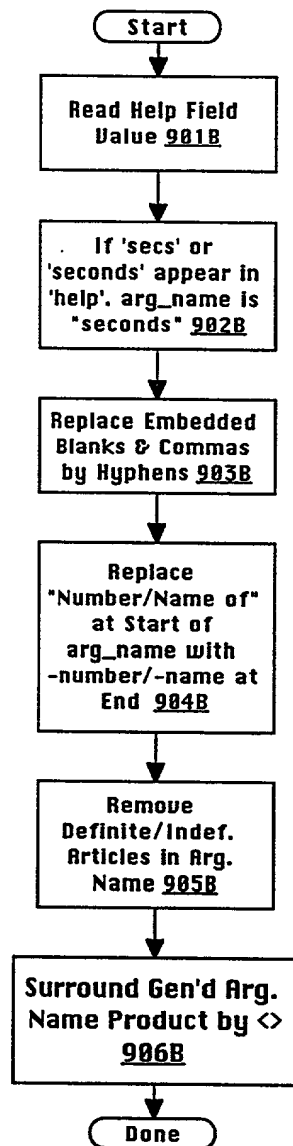 Start
Read Help Field
Value 901B
If 'secs' or
'seconds' appear in
'help'. arg_name is
"seconds" 902B
Replace Embedded
Blanks & Commas
by Hyphens 903B
Replace
"Number/Name of"
at Start of
arg_name with
-number/-name at
End 904B
Remove
Definite/Indef.
Articles in Arg.
Name 905B
Surround Gen'd Arg.
Name Product by <>
906B
Done